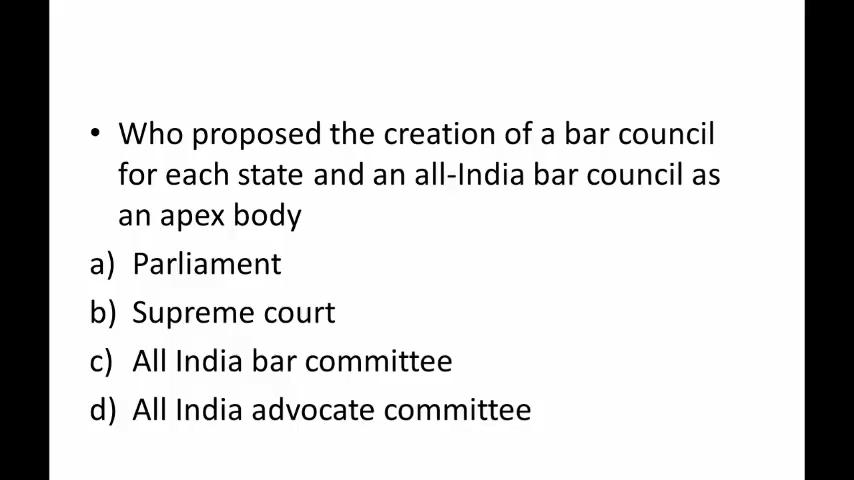 • Who proposed the creation of a bar council
for each state and an all-India bar council as
an apex body
a) Parliament
b) Supreme court
c) All India bar committee
d) All India advocate committee